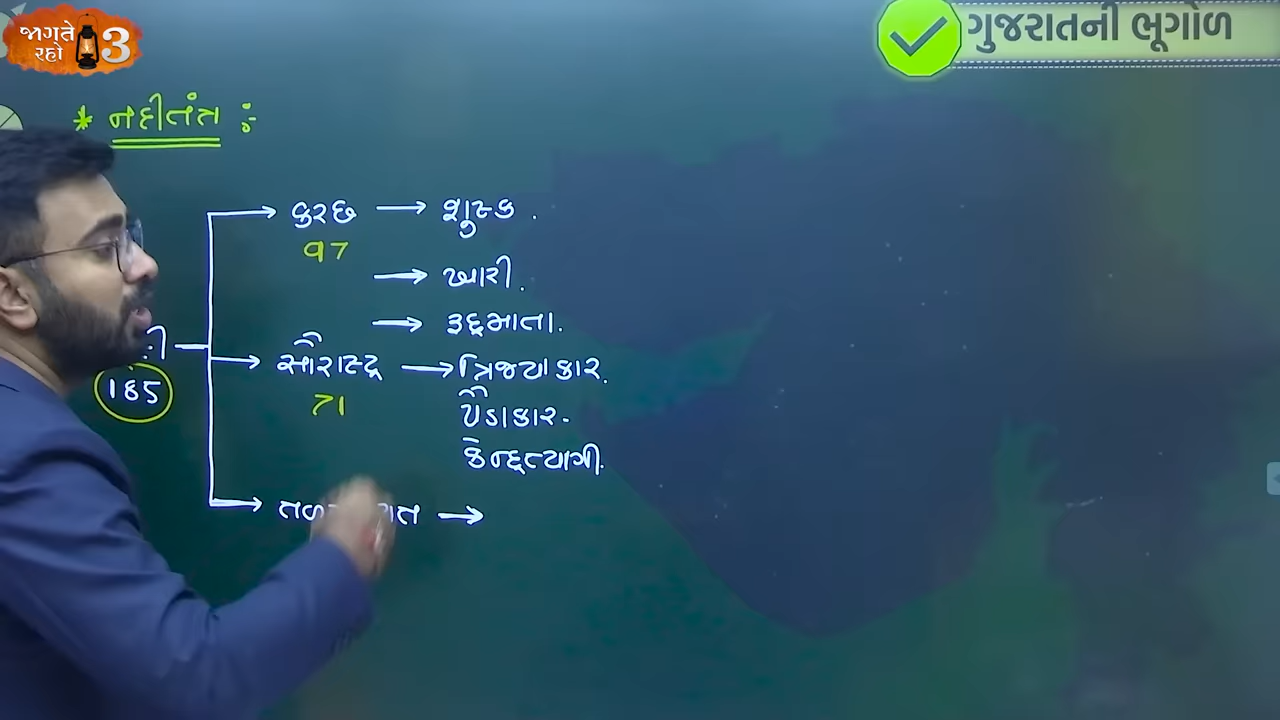 જાગતે
રહો 3
ગુજરાતની ભૂગોળ
* નદીતંત્ર :-
185
કચ્છ → શુષ્ક.
97
→ ખારી.
→ રૂદ્રમાતા.
સૌરાષ્ટ્ર → ત્રિજ્યાકાર.
71
પૈડાકાર.
કેન્દ્રત્યાગી.
→